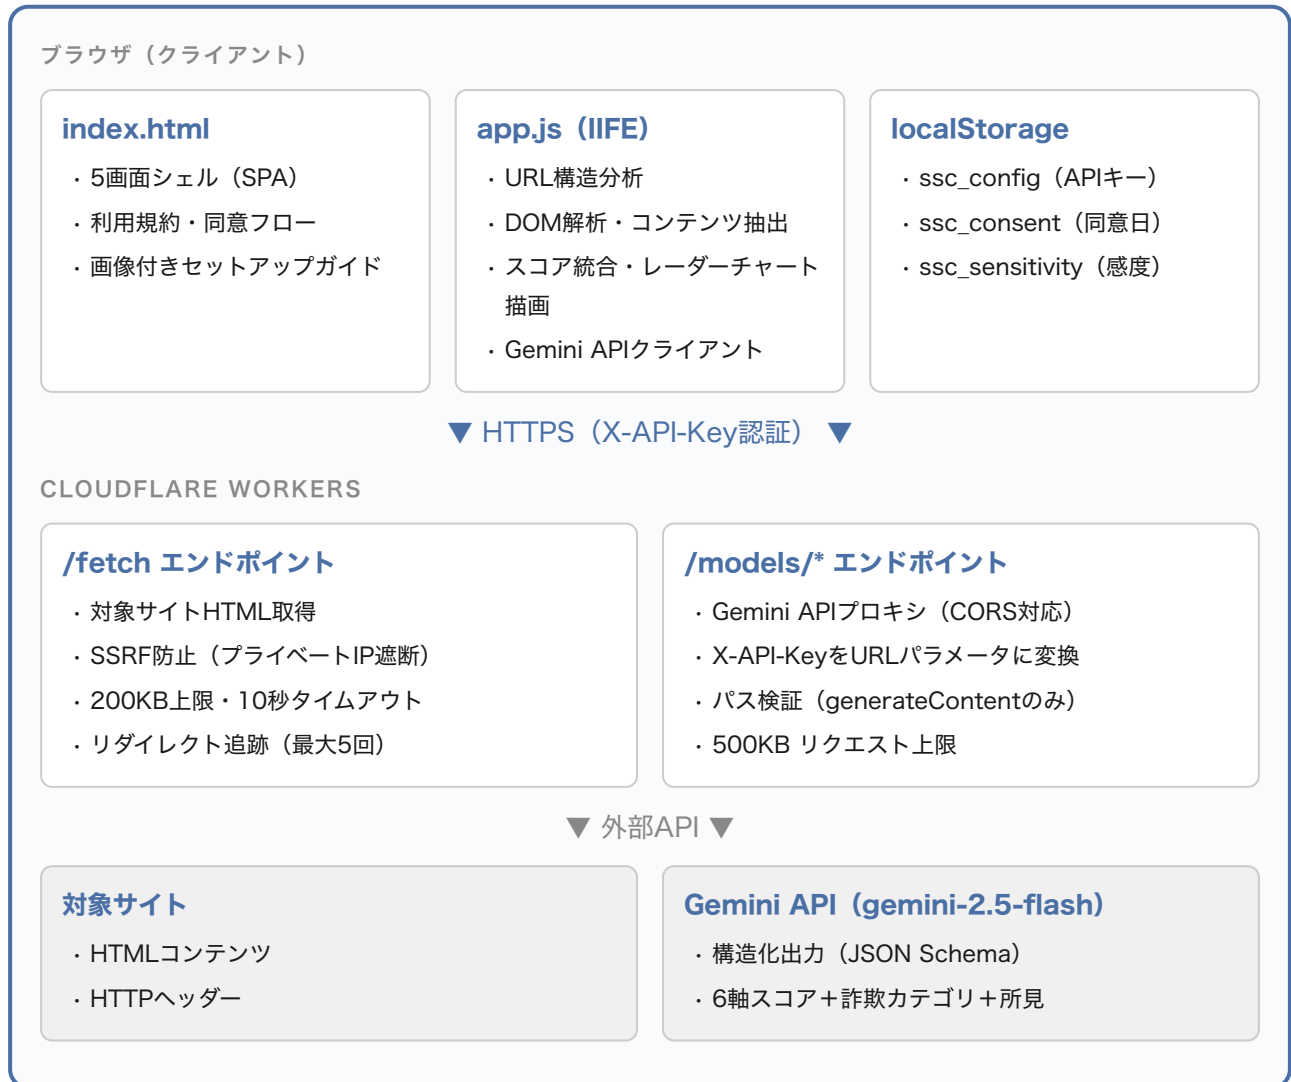 ブラウザ（クライアント）
index.html
・5画面シェル（SPA）
・利用規約・同意フロー
・画像付きセットアップガイド
app.js（IIFE）
・URL構造分析
・DOM解析・コンテンツ抽出
・スコア統合・レーダーチャート
描画
・Gemini APIクライアント
localStorage
・ssc_config（APIキー）
・ssc_consent（同意日）
・ssc_sensitivity（感度）
▼ HTTPS（X-API-Key認証） ▼
CLOUDFLARE WORKERS
/fetch エンドポイント
・対象サイトHTML取得
・SSRF防止（プライベートIP遮断）
・200KB上限・10秒タイムアウト
・リダイレクト追跡（最大5回）
/models/* エンドポイント
・Gemini APIプロキシ（CORS対応）
・X-API-KeyをURLパラメータに変換
・パス検証（generateContentのみ）
・500KB リクエスト上限
▼ 外部API ▼
対象サイト
・HTMLコンテンツ
・HTTPヘッダー
Gemini API（gemini-2.5-flash）
・構造化出力（JSON Schema）
・6軸スコア＋詐欺カテゴリ＋所見